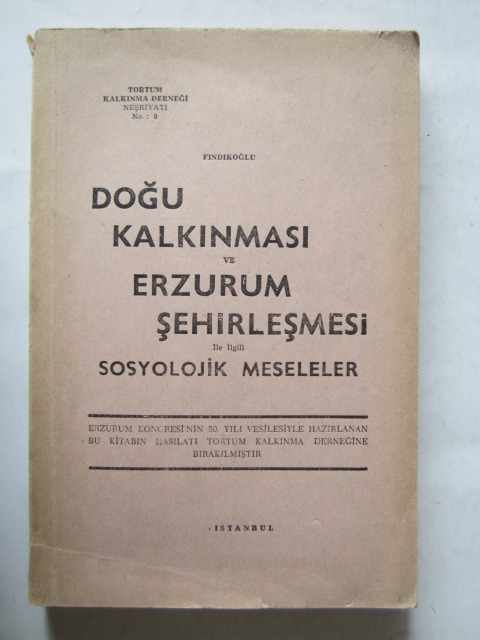 TORTUM
KALKINMA DERNEĞİ
NEŞRİYATI
No. : 9
FINDIKOĞLU
DOĞU
KALKINMASI
VE
ERZURUM
ŞEHİRLEŞMESİ
İle İlgili
SOSYOLOJİK MESELELER
ERZURUM KONGRESİ'NİN 50. YILI VESİLESİYLE HAZIRLANAN
BU KİTABIN HASILATI TORTUM KALKINMA DERNEĞİNE
BIRAKILMIŞTIR
İSTANBUL